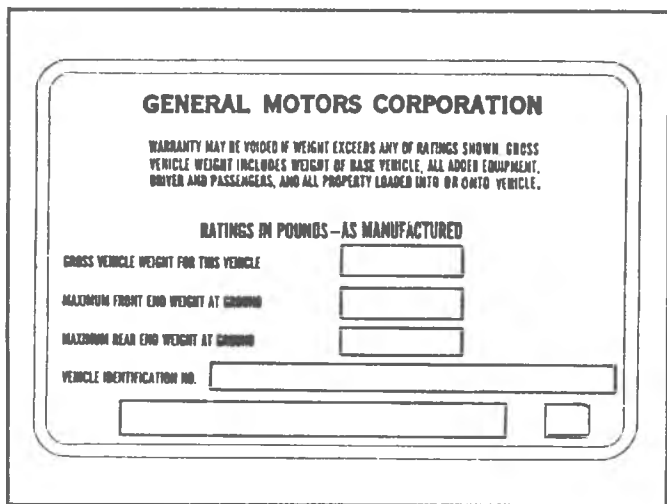 GENERAL MOTORS CORPORATION
WARRANTY MAY BE VOIDED IF WEIGHT EXCEEDS ANY OF RATINGS SHOWN. GROSS
VEHICLE WEIGHT INCLUDES WEIGHT OF BASE VEHICLE, ALL ADDED EQUIPMENT,
DRIVER AND PASSENGERS, AND ALL PROPERTY LOADED INTO OR ONTO VEHICLE.
RATINGS IN POUNDS—AS MANUFACTURED
GROSS VEHICLE WEIGHT FOR THIS VEHICLE
MAXIMUM FRONT END WEIGHT AT GROUND
MAXIMUM REAR END WEIGHT AT GROUND
VEHICLE IDENTIFICATION NO.